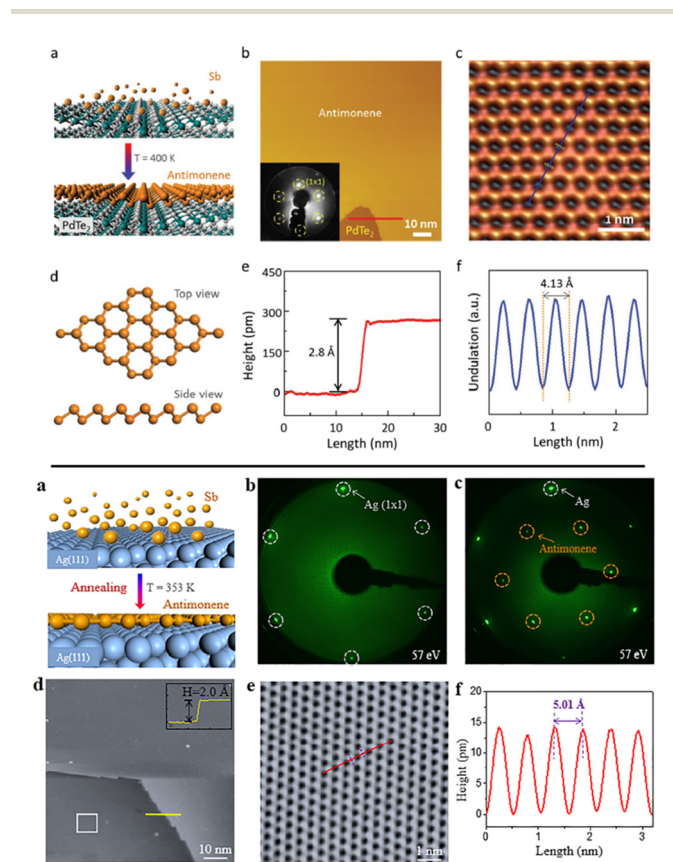 a
Sb
T = 400 K
Antimonene
PdTe2
b
Antimonene
(1x1)
PdTe2
10 nm
c
1 nm
d
Top view
Side view
e
450
300
150
0
Height (pm)
2.8 Å
0 10 20 30
Length (nm)
f
4.13 Å
Undulation (a.u.)
0 1 2
Length (nm)
a
Sb
Ag(111)
Annealing T = 353 K
Antimonene
Ag(111)
b
Ag (1x1)
57 eV
c
Ag
Antimonene
57 eV
d
H=2.0 Å
10 nm
e
1nm
f
5.01 Å
20
15
10
5
0
Height (pm)
0 1 2 3
Length (nm)